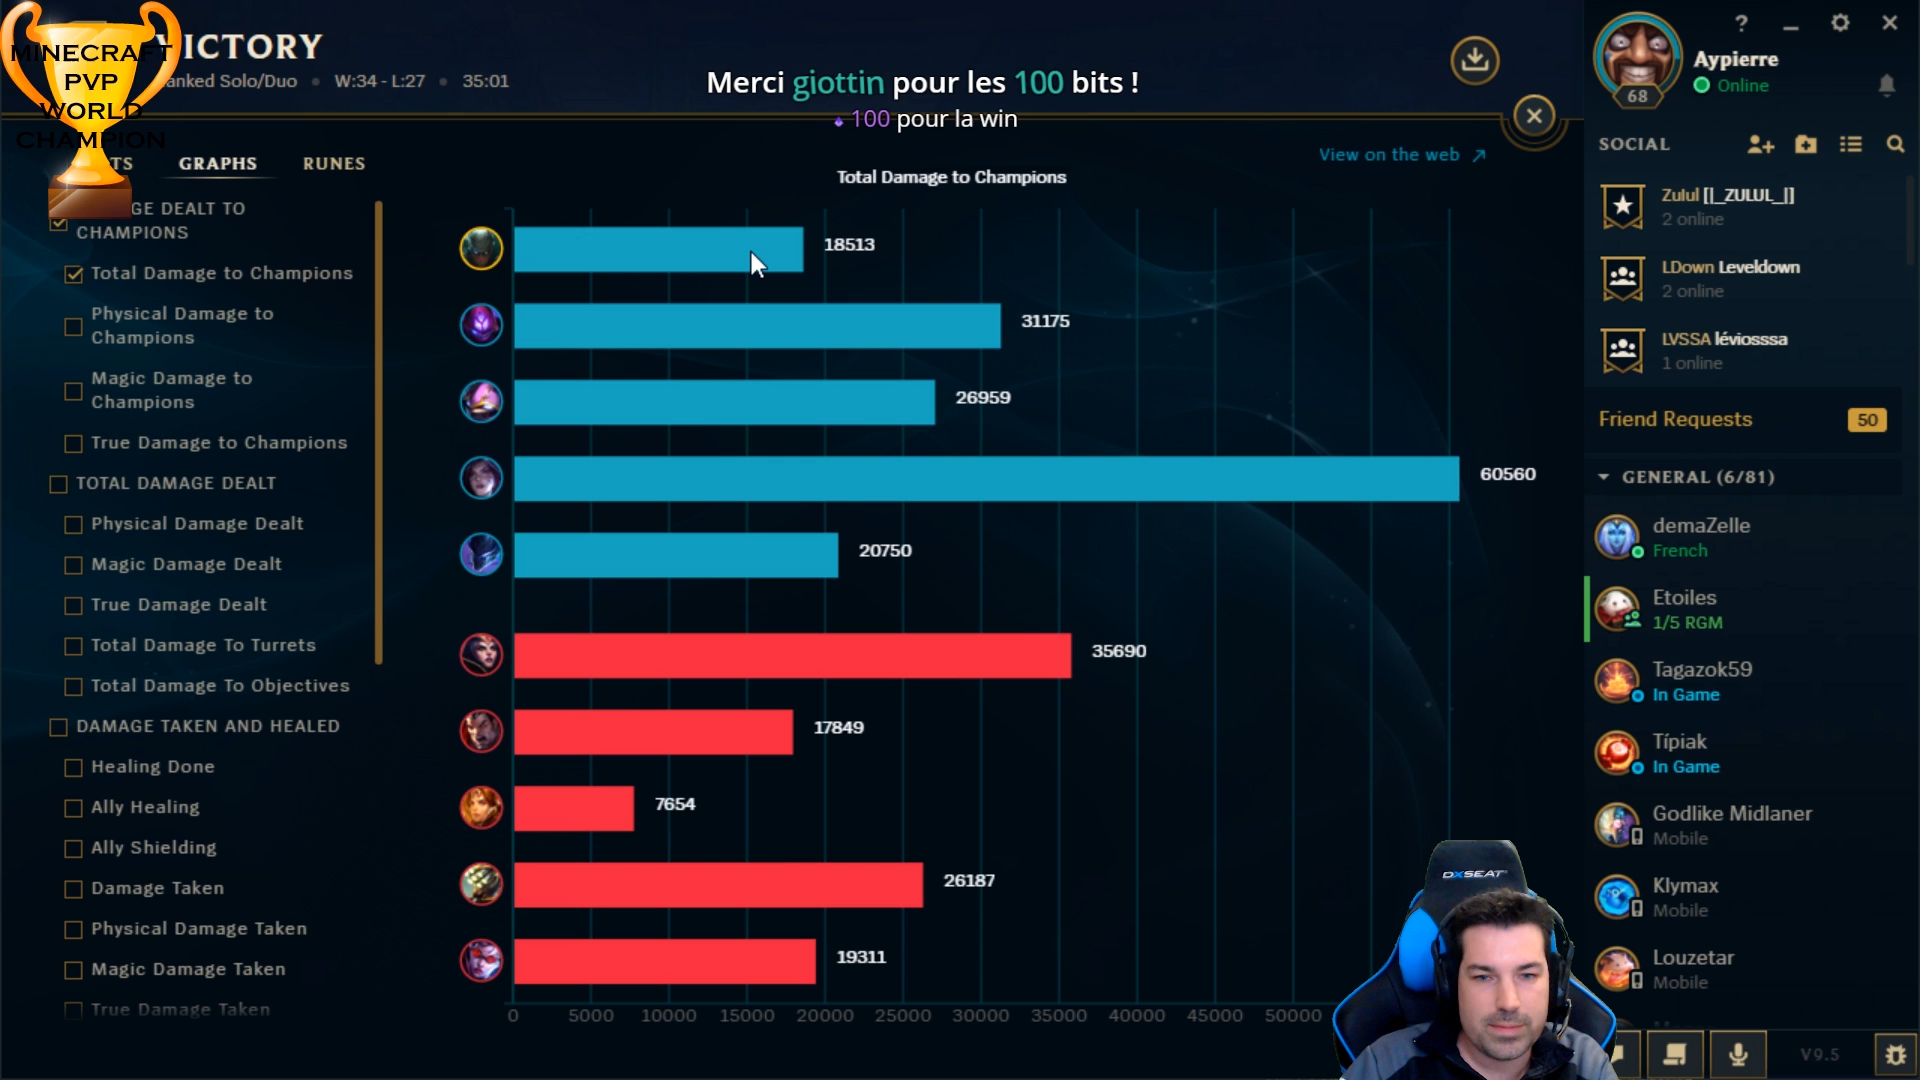 MINECRAFT
PVP
WORLD
CHAMPION
VICTORY
Ranked Solo/Duo • W:34 - L:27 • 35:01
Merci giottin pour les 100 bits !
100 pour la win
GRAPHS
RUNES
View on the web
Total Damage to Champions
CHAMPIONS
Total Damage to Champions
Physical Damage to
Champions
Magic Damage to
Champions
True Damage to Champions
TOTAL DAMAGE DEALT
Physical Damage Dealt
Magic Damage Dealt
True Damage Dealt
Total Damage To Turrets
Total Damage To Objectives
DAMAGE TAKEN AND HEALED
Healing Done
Ally Healing
Ally Shielding
Damage Taken
Physical Damage Taken
Magic Damage Taken
True Damage Taken
18513
31175
26959
60560
20750
35690
17849
7654
26187
19311
0 5000 10000 15000 20000 25000 30000 35000 40000 45000 50000
68
Aypierre
Online
SOCIAL
Zulul [|_ZULUL_|]
2 online
LDown Leveldown
2 online
LVSSA léviosssa
1 online
Friend Requests 50
GENERAL (6/81)
demaZelle
French
Etoiles
1/5 RGM
Tagazok59
In Game
Típiak
In Game
Godlike Midlaner
Mobile
Klymax
Mobile
Louzetar
Mobile
DXSEAT
V9.5